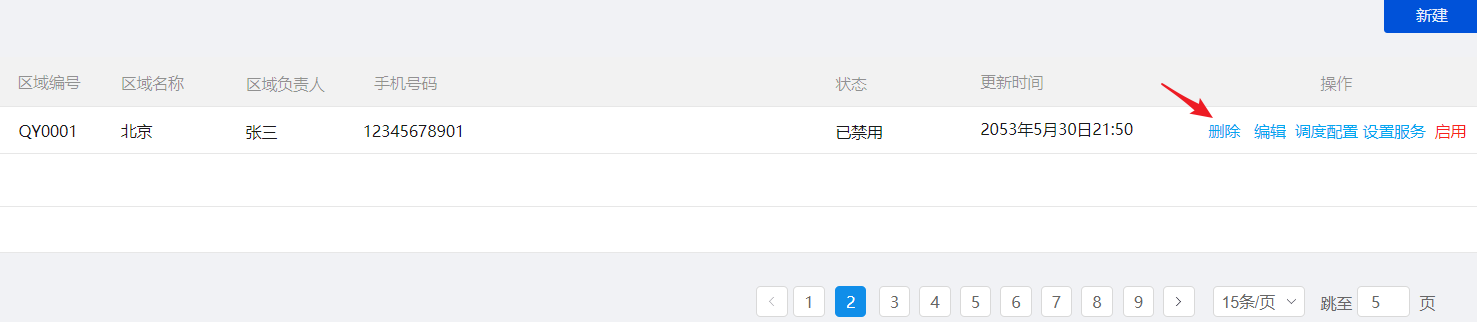 新建
区域编号 区域名称 区域负责人 手机号码 状态 更新时间 操作
QY0001 北京 张三 12345678901 已禁用 2053年5月30日21:50 删除 编辑 调度配置 设置服务 启用
1 2 3 4 5 6 7 8 9 15条/页 跳至 5 页